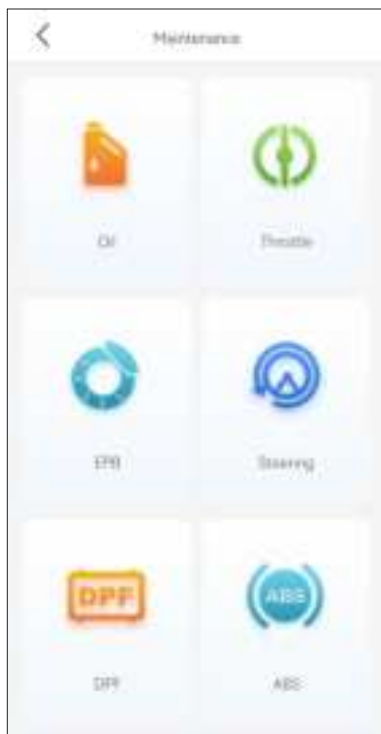 Maintenance
Oil
Throttle
EPB
Steering
DPF
DPF
ABS
ABS